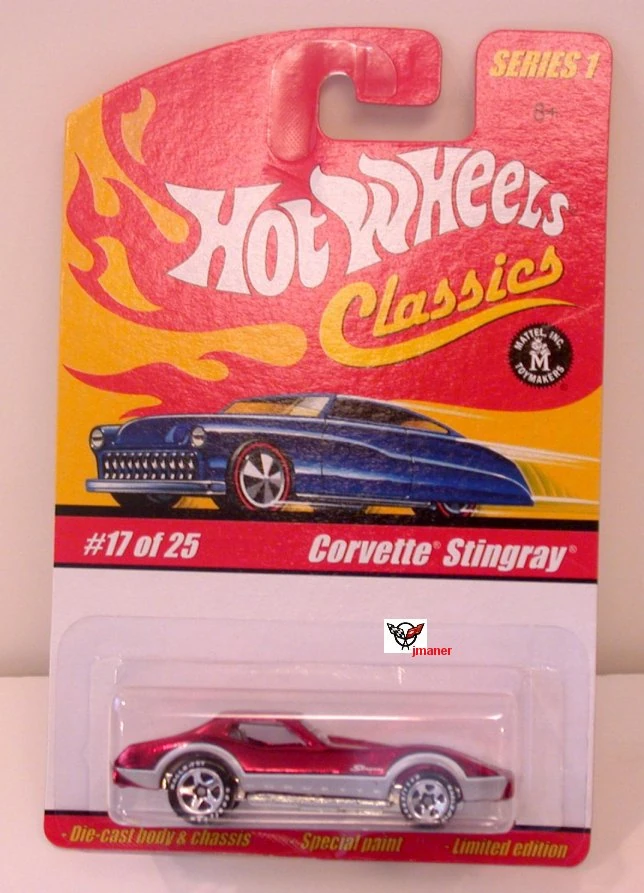 SERIES 1
8+
HOT WHEELS
Classics
MATTEL, INC.
M
TOYMAKERS
#17 of 25
Corvette® Stingray®
jmaner
Stingray
· Die-cast body & chassis · Special paint · Limited edition